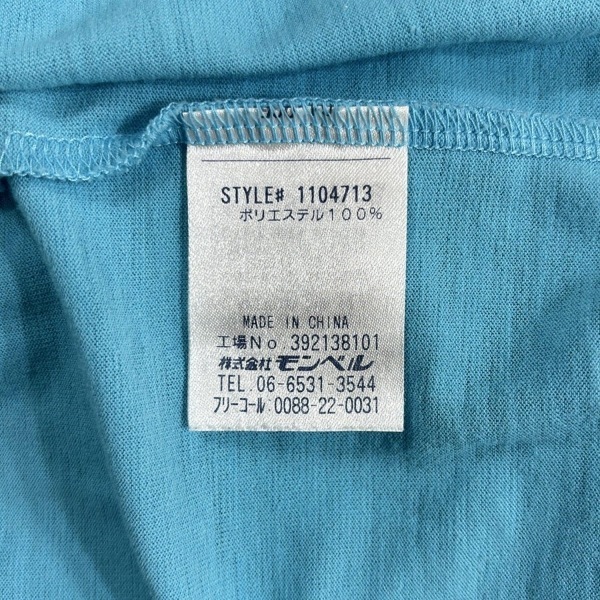 STYLE# 1104713
ポリエステル100%
MADE IN CHINA
工場No.392138101
株式会社モンベル
TEL.06-6531-3544
フリーコール:0088-22-0031